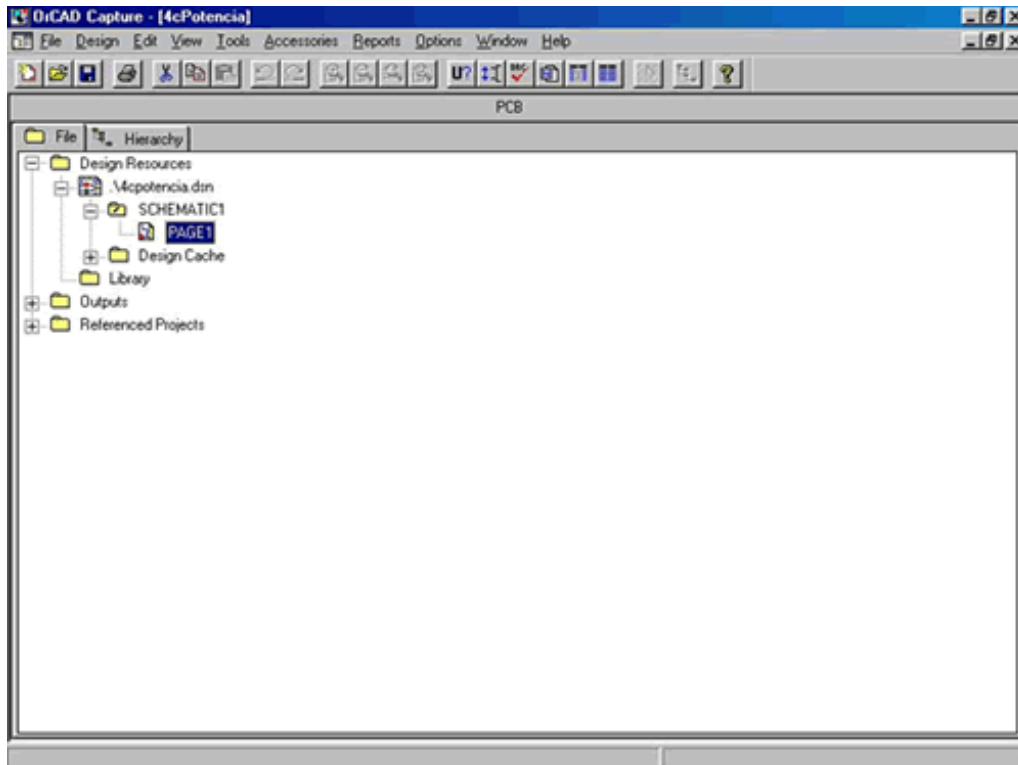 OrCAD Capture - [4cPotencia]
File Design Edit View Tools Accessories Reports Options Window Help
U?
PCB
File Hierarchy
Design Resources
.\4cpotencia.dsn
SCHEMATIC1
PAGE1
Design Cache
Library
Outputs
Referenced Projects